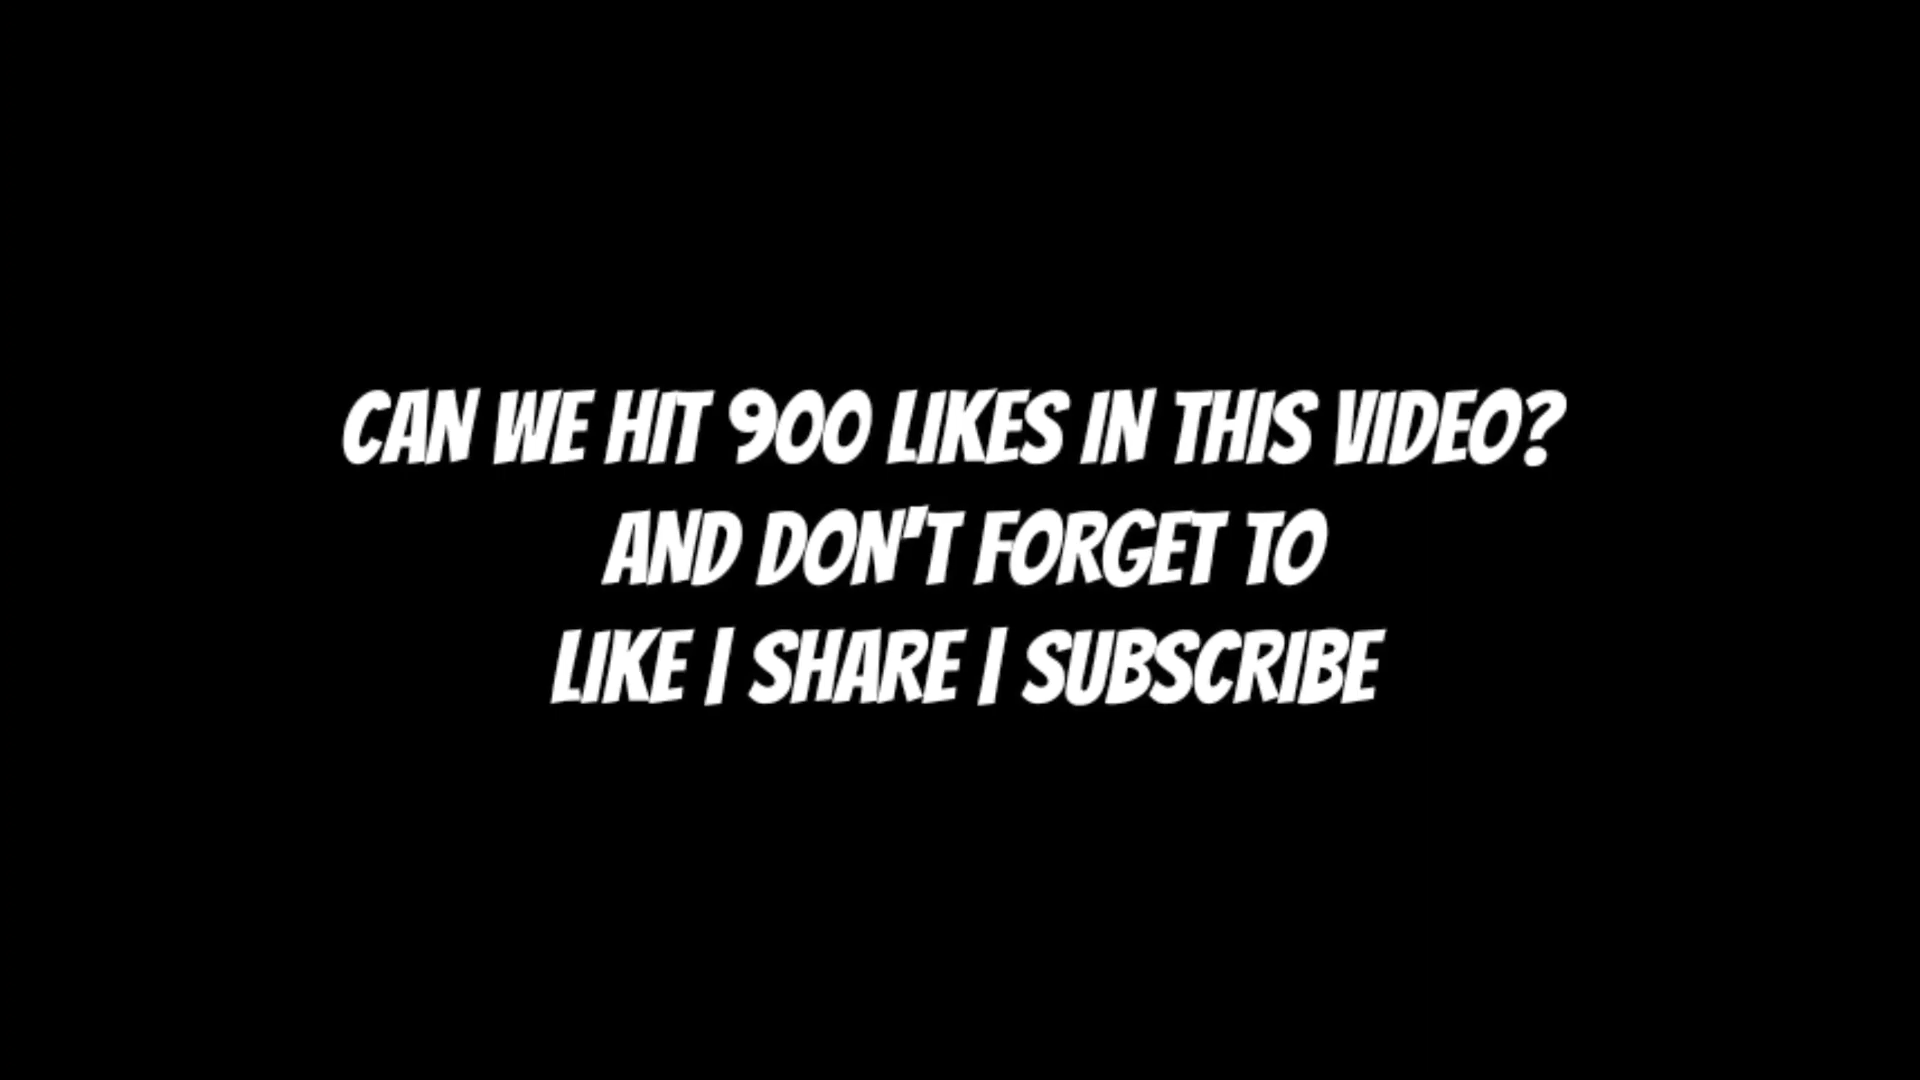 CAN WE HIT 900 LIKES IN THIS VIDEO?
AND DON'T FORGET TO
LIKE | SHARE | SUBSCRIBE